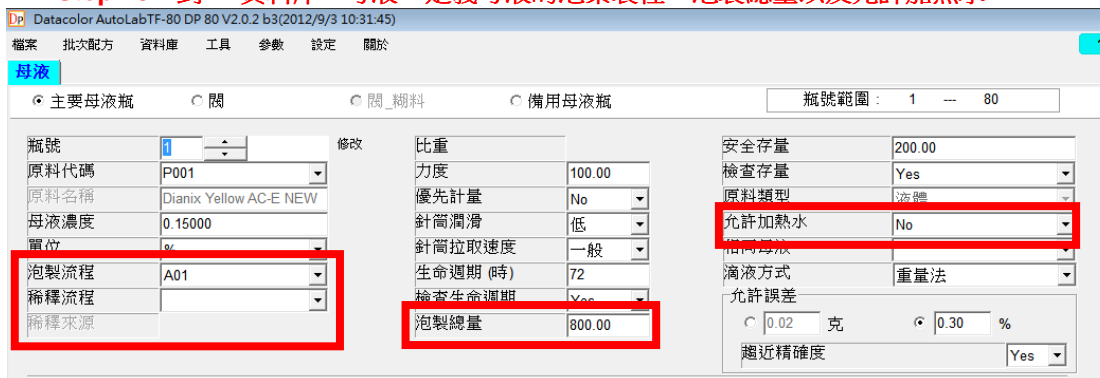 Datacolor AutoLabTF-80 DP 80 V2.0.2 b3(2012/9/3 10:31:45)
檔案 批次配方 資料庫 工具 參數 設定 關於
母液
主要母液瓶 閥 閥_糊料 備用母液瓶 瓶號範圍： 1 --- 80
瓶號 1 修改 比重 安全存量 200.00
原料代碼 P001 力度 100.00 檢查存量 Yes
原料名稱 Dianix Yellow AC-E NEW 優先計量 No 原料類型 液體
母液濃度 0.15000 針筒潤滑 低 允許加熱水 No
單位 % 針筒拉取速度 一般 相同母液
泡製流程 A01 生命週期 (時) 72 滴液方式 重量法
稀釋流程 檢查生命週期 Yes 允許誤差
稀釋來源 泡製總量 800.00 0.02 克 0.30 %
趨近精確度 Yes